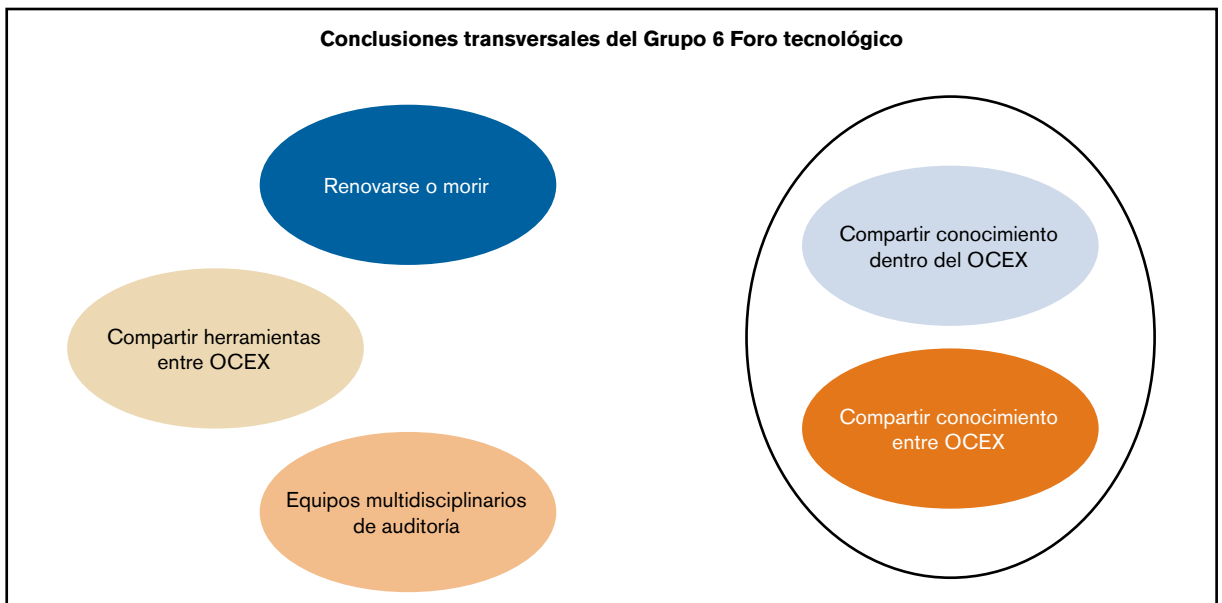 Conclusiones transversales del Grupo 6 Foro tecnológico
Renovarse o morir
Compartir herramientas
entre OCEX
Equipos multidisciplinarios
de auditoría
Compartir conocimiento
dentro del OCEX
Compartir conocimiento
entre OCEX